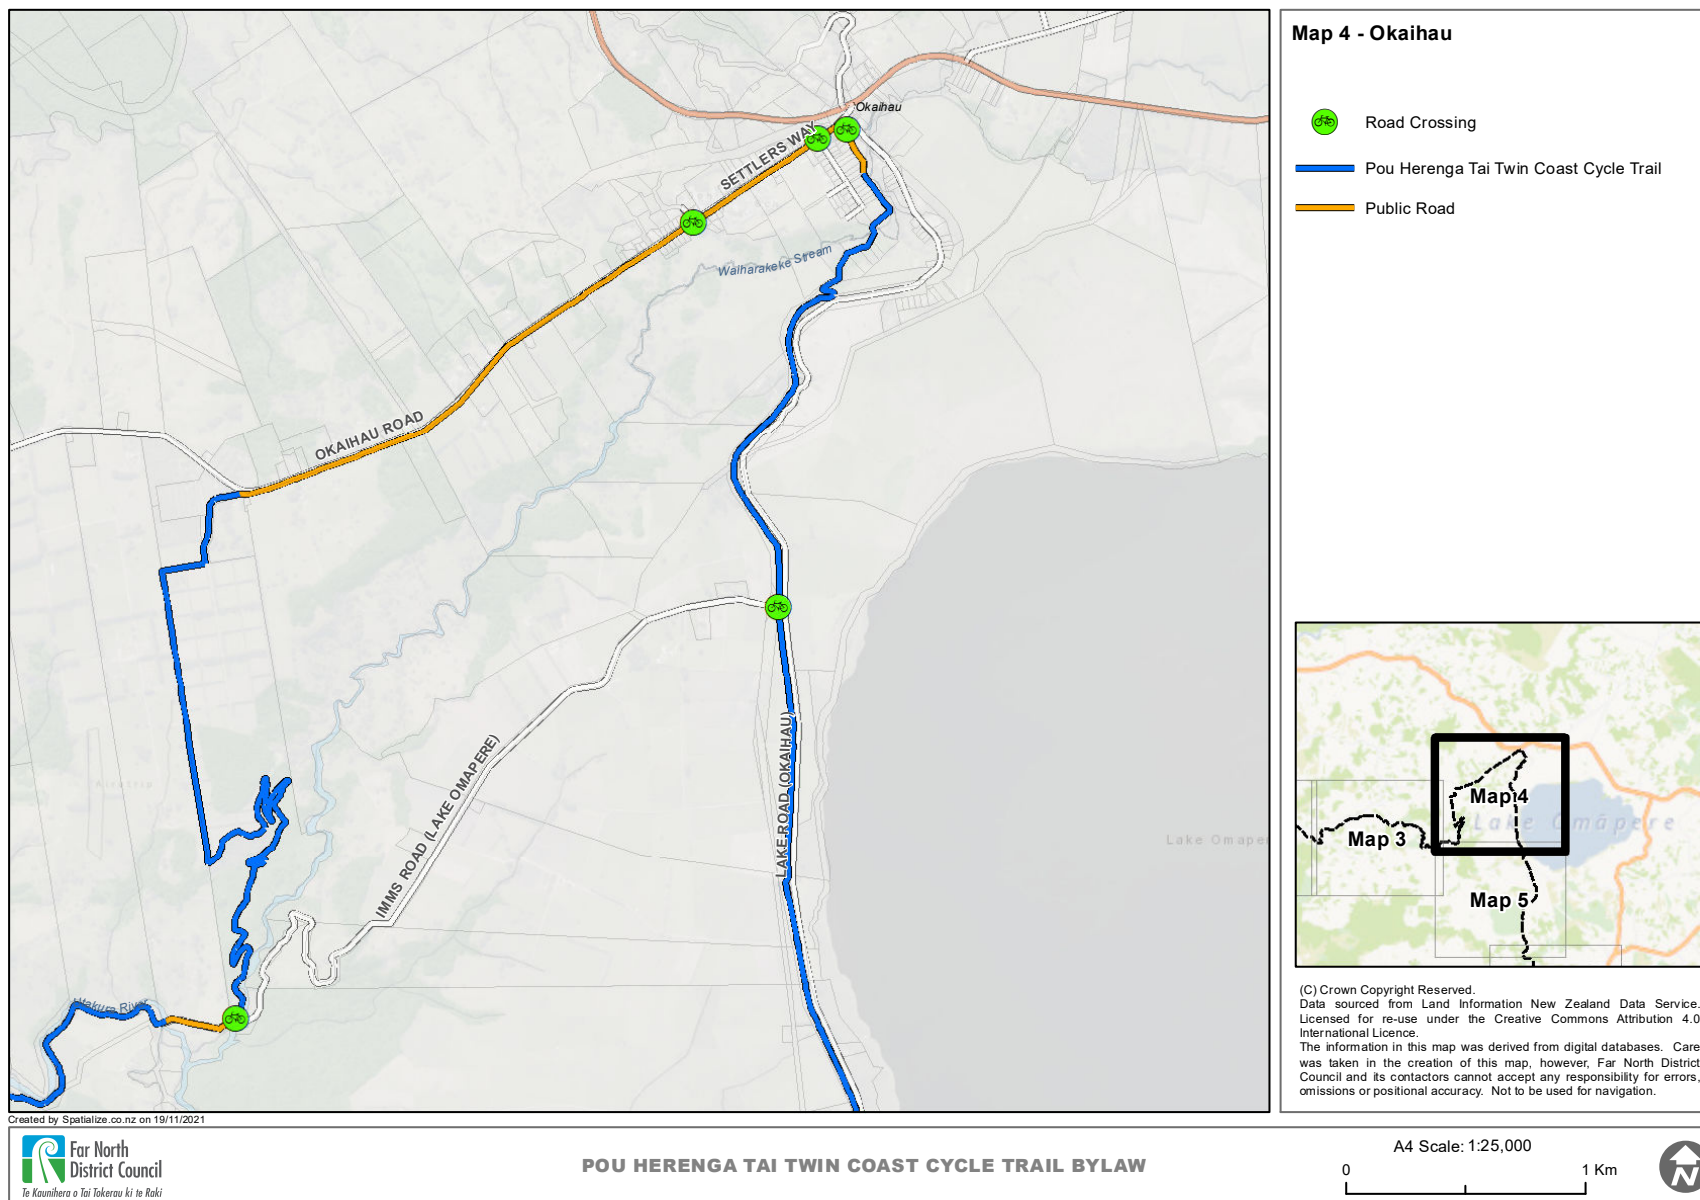 Map 4 - Okaihau
Road Crossing
Pou Herenga Tai Twin Coast Cycle Trail
Public Road
Okaihau
SETTLERS WAY
Waiharakeke Stream
OKAIHAU ROAD
IMMS ROAD (LAKE OMAPERE)
LAKE ROAD (OKAIHAU)
Airstrip
Lake Omaper
Utakura River
Map 4
Lake Omāpere
Map 3
Map 5
(C) Crown Copyright Reserved.
Data sourced from Land Information New Zealand Data Service.
Licensed for re-use under the Creative Commons Attribution 4.0
International Licence.
The information in this map was derived from digital databases. Care
was taken in the creation of this map, however, Far North District
Council and its contactors cannot accept any responsibility for errors,
omissions or positional accuracy. Not to be used for navigation.
Created by Spatialize.co.nz on 19/11/2021
Far North
District Council
Te Kaunihera o Tai Tokerau ki te Raki
POU HERENGA TAI TWIN COAST CYCLE TRAIL BYLAW
A4 Scale: 1:25,000
0 1 Km
N